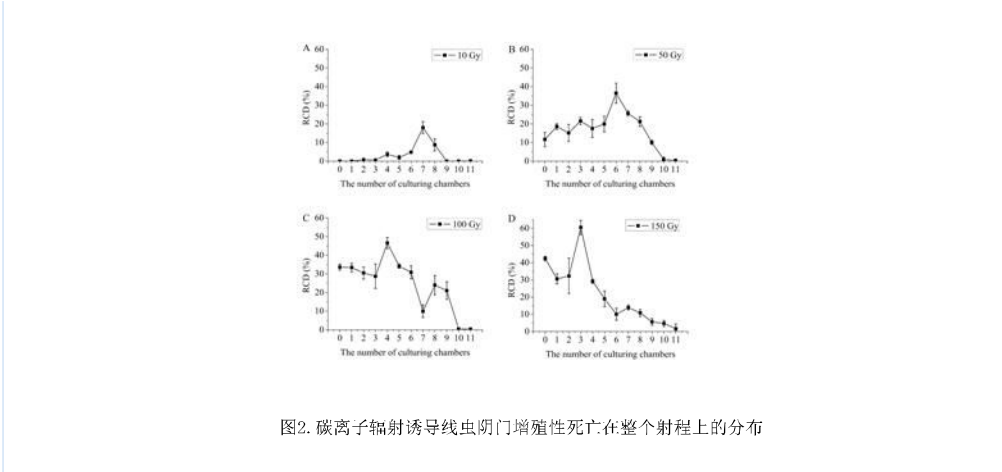 A
60
50
40
30
20
10
0
RCD (%)
10 Gy
0 1 2 3 4 5 6 7 8 9 10 11
The number of culturing chambers
B
60
50
40
30
20
10
0
RCD (%)
50 Gy
0 1 2 3 4 5 6 7 8 9 10 11
The number of culturing chambers
C
60
50
40
30
20
10
0
RCD (%)
100 Gy
0 1 2 3 4 5 6 7 8 9 10 11
The number of culturing chambers
D
60
50
40
30
20
10
0
RCD (%)
150 Gy
0 1 2 3 4 5 6 7 8 9 10 11
The number of culturing chambers
图2. 碳离子辐射诱导线虫阴门增殖性死亡在整个射程上的分布